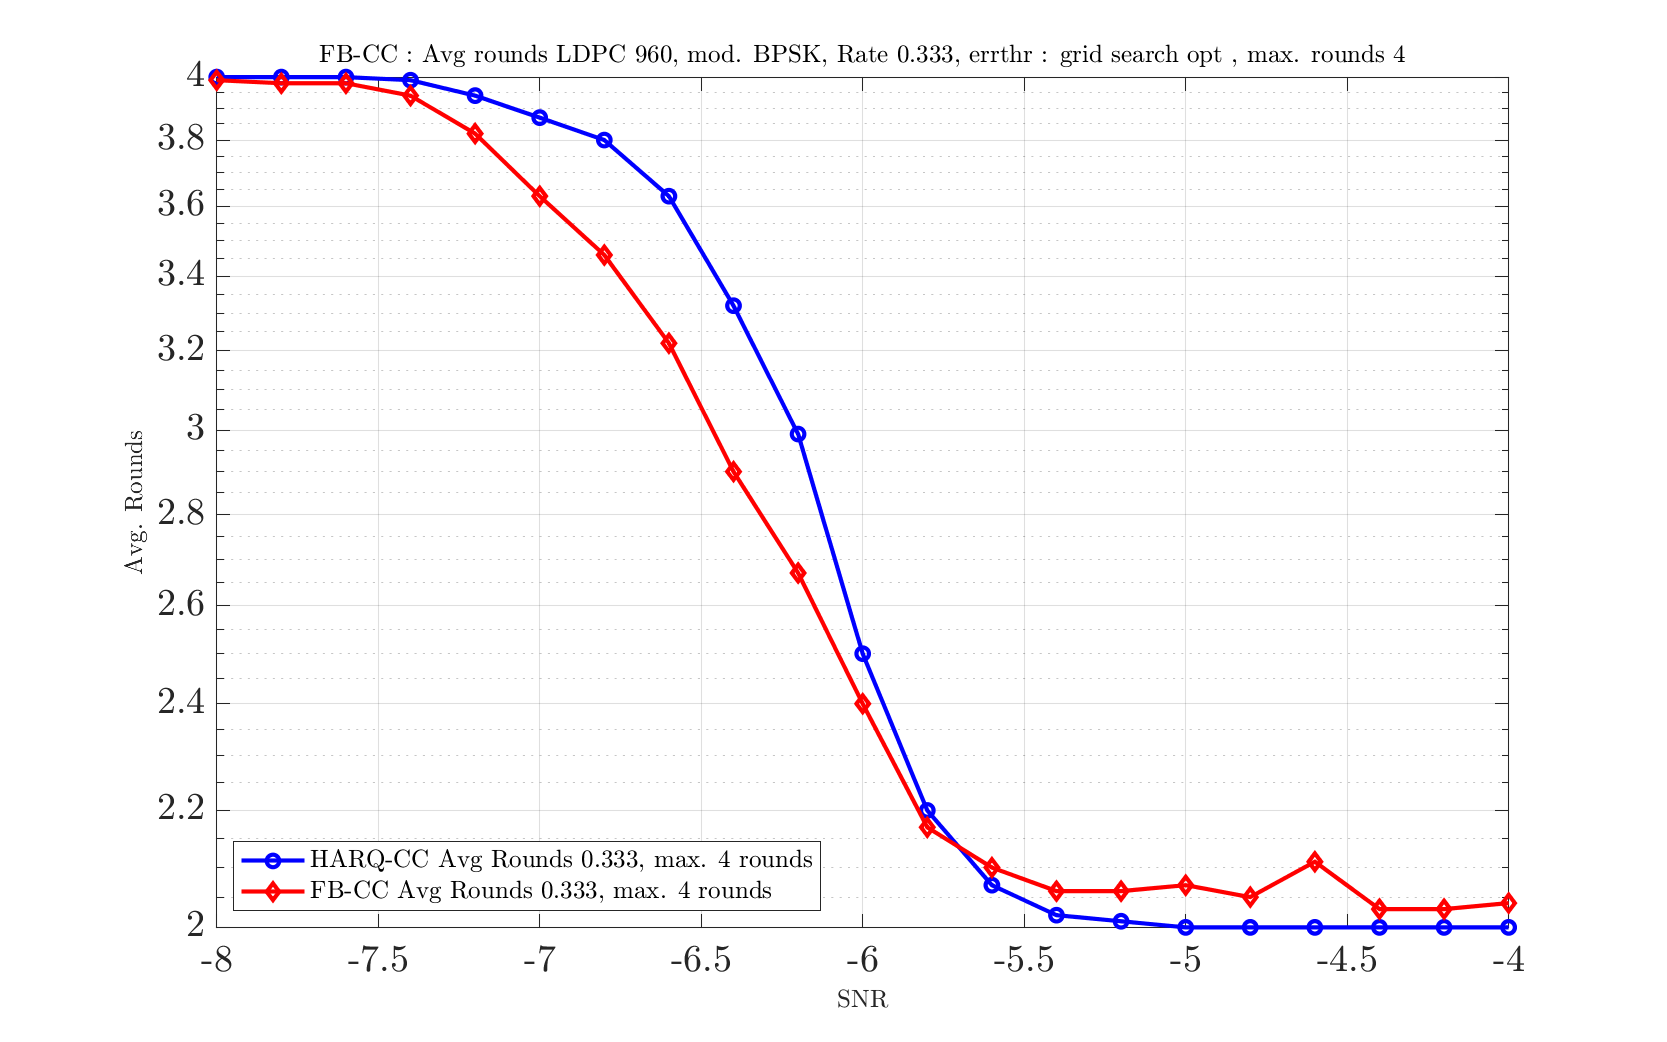 FB-CC : Avg rounds LDPC 960, mod. BPSK, Rate 0.333, errthr : grid search opt , max. rounds 4
4
3.8
3.6
3.4
3.2
3
2.8
2.6
2.4
2.2
2
Avg. Rounds
HARQ-CC Avg Rounds 0.333, max. 4 rounds
FB-CC Avg Rounds 0.333, max. 4 rounds
-8 -7.5 -7 -6.5 -6 -5.5 -5 -4.5 -4
SNR